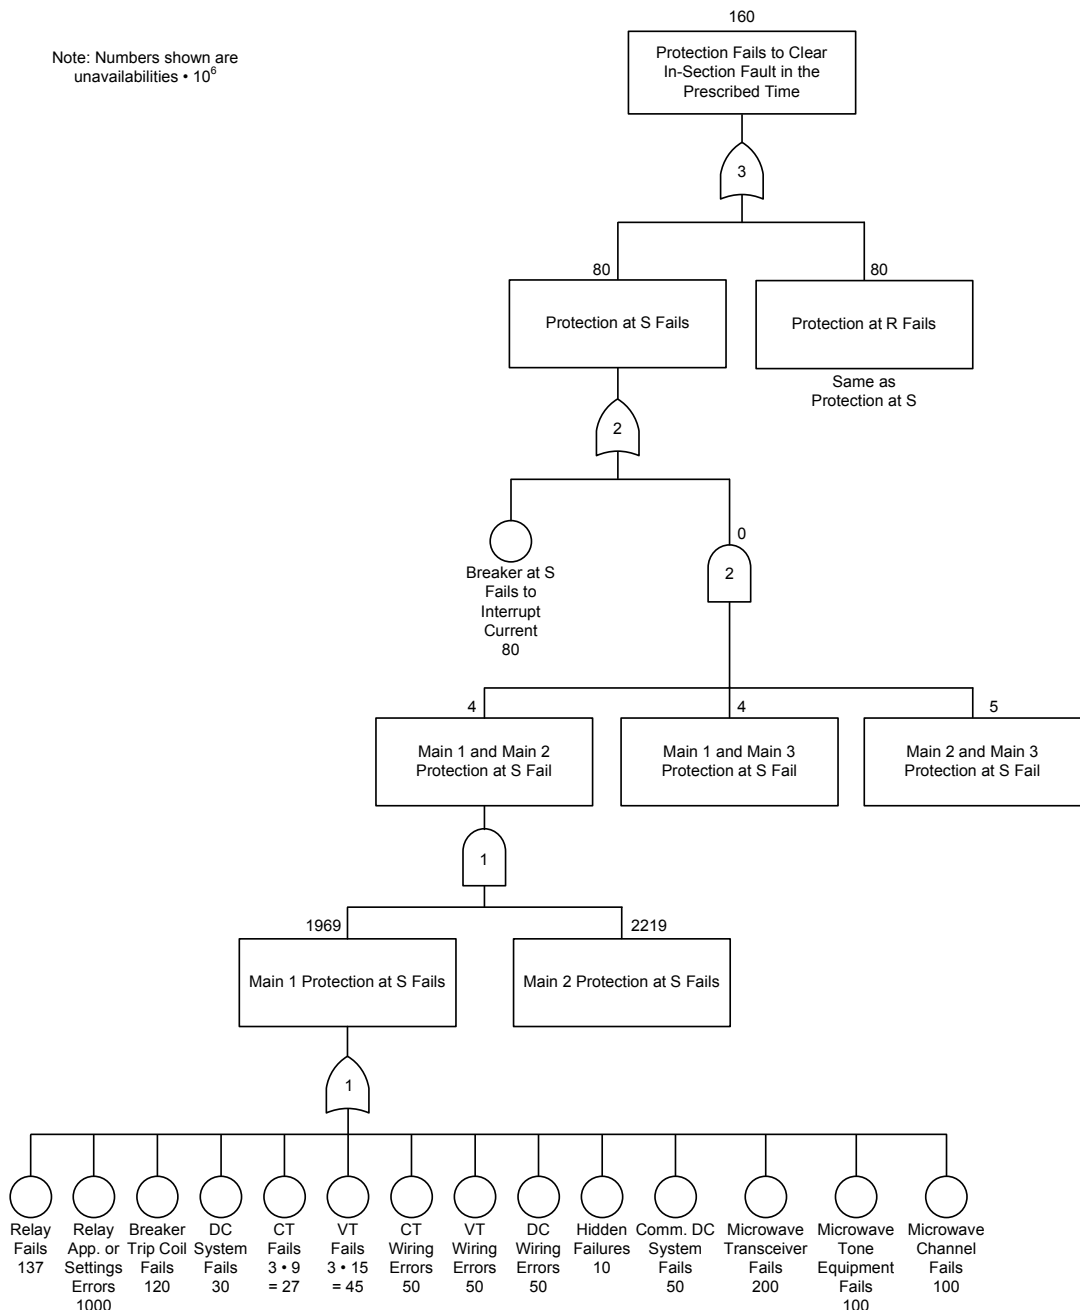 160
Note: Numbers shown are
unavailabilities • 10⁶
Protection Fails to Clear
In-Section Fault in the
Prescribed Time
3
80
80
Protection at S Fails
Protection at R Fails
Same as
Protection at S
2
0
Breaker at S
Fails to
Interrupt
Current
80
2
4
4
5
Main 1 and Main 2
Protection at S Fail
Main 1 and Main 3
Protection at S Fail
Main 2 and Main 3
Protection at S Fail
1
1969
2219
Main 1 Protection at S Fails
Main 2 Protection at S Fails
1
Relay
Fails
137
Relay
App. or
Settings
Errors
1000
Breaker
Trip Coil
Fails
120
DC
System
Fails
30
CT
Fails
3 • 9
= 27
VT
Fails
3 • 15
= 45
CT
Wiring
Errors
50
VT
Wiring
Errors
50
DC
Wiring
Errors
50
Hidden
Failures
10
Comm. DC
System
Fails
50
Microwave
Transceiver
Fails
200
Microwave
Tone
Equipment
Fails
100
Microwave
Channel
Fails
100